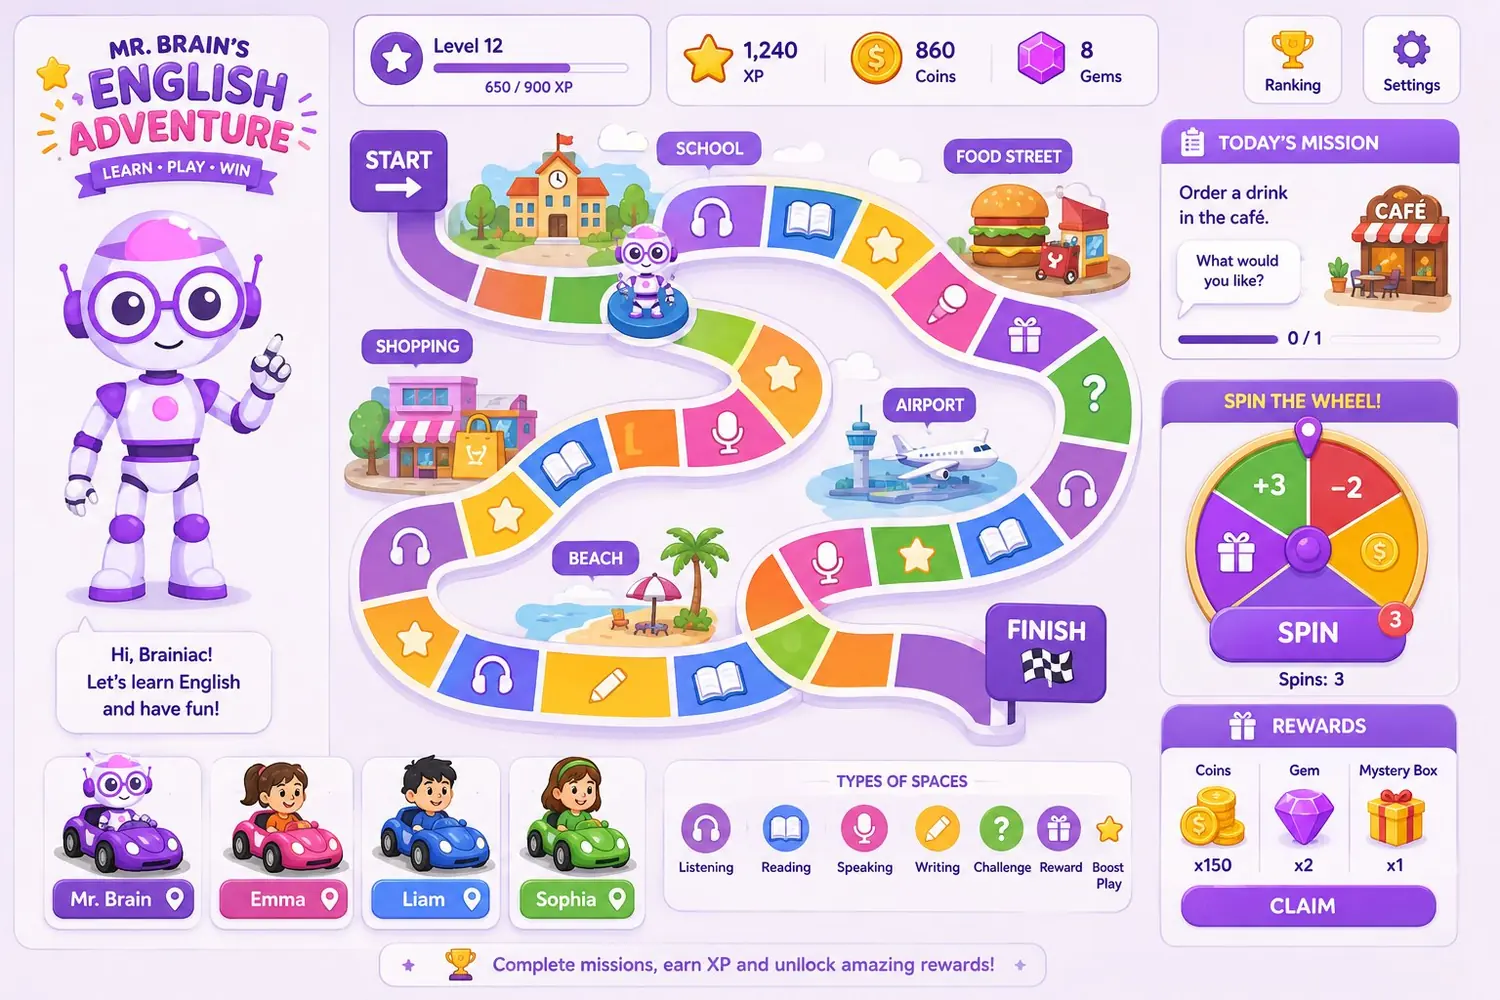 MR. BRAIN'S
ENGLISH
ADVENTURE
LEARN • PLAY • WIN
Level 12
650 / 900 XP
1,240
XP
860
Coins
8
Gems
Ranking
Settings
START
SCHOOL
FOOD STREET
SHOPPING
AIRPORT
BEACH
FINISH
?
L
TODAY'S MISSION
Order a drink
in the café.
CAFÉ
What would
you like?
0 / 1
SPIN THE WHEEL!
+3
-2
$
SPIN
3
Spins: 3
REWARDS
Coins
Gem
Mystery Box
x150
x2
x1
CLAIM
Hi, Brainiac!
Let's learn English
and have fun!
Mr. Brain
Emma
Liam
Sophia
TYPES OF SPACES
Listening
Reading
Speaking
Writing
?
Challenge
Reward
Boost
Play
Complete missions, earn XP and unllock amazing rewards!